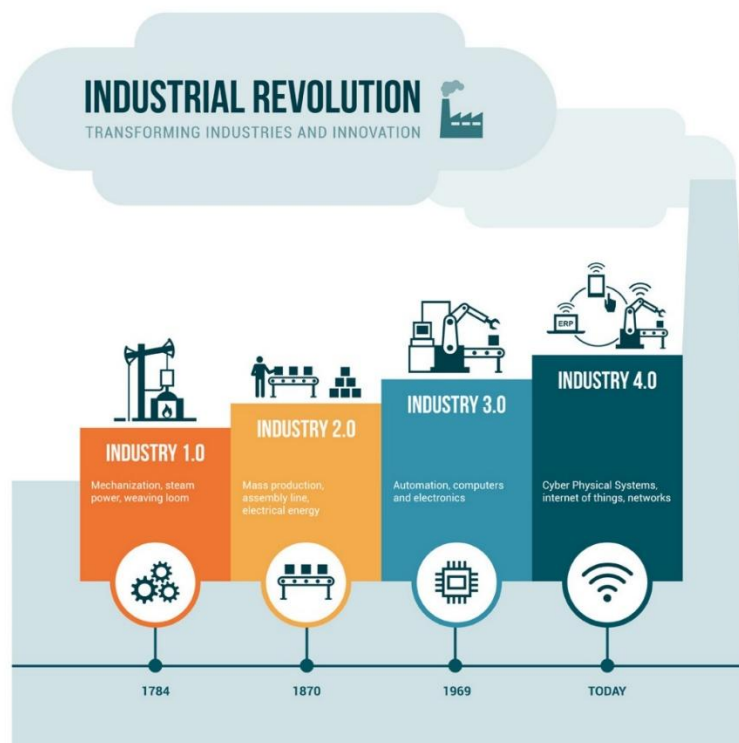 INDUSTRIAL REVOLUTION
TRANSFORMING INDUSTRIES AND INNOVATION
INDUSTRY 1.0
Mechanization, steam
power, weaving loom
INDUSTRY 2.0
Mass production,
assembly line,
electrical energy
INDUSTRY 3.0
Automation, computers
and electronics
ERP
INDUSTRY 4.0
Cyber Physical Systems,
internet of things, networks
1784
1870
1969
TODAY